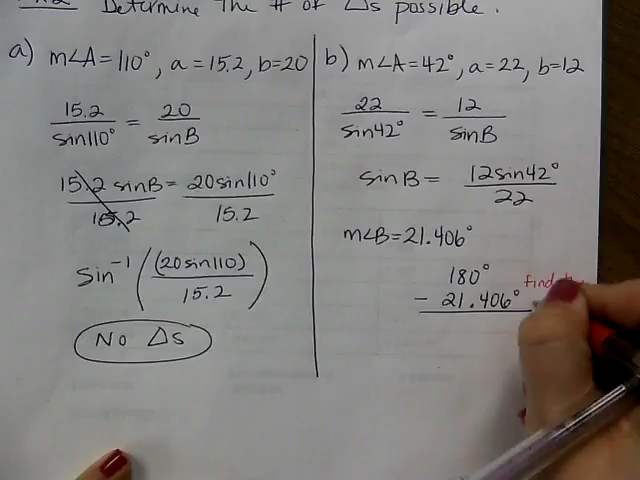 Determine the # of △s possible.
a) m∠A=110°, a=15.2, b=20
15.2/sin110° = 20/sinB
15.2 sinB/15.2 = 20sin110°/15.2
sin⁻¹((20sin110)/15.2)
No △s
b) m∠A=42°, a=22, b=12
22/sin42° = 12/sinB
sinB = 12sin42°/22
m∠B=21.406°
180°
- 21.406°
find